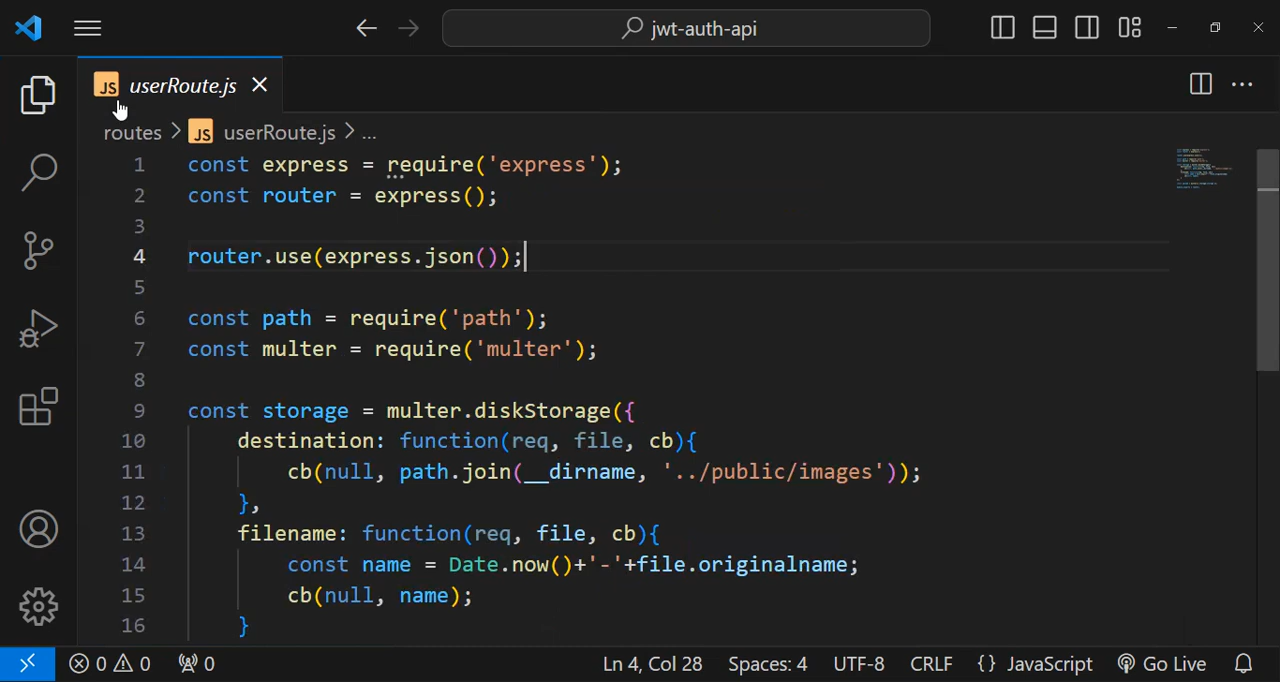 jwt-auth-api
JS userRoute.js
routes > JS userRoute.js > ...
1 const express = require('express');
2 const router = express();
3
4 router.use(express.json());
5
6 const path = require('path');
7 const multer = require('multer');
8
9 const storage = multer.diskStorage({
10 destination: function(req, file, cb){
11 cb(null, path.join(__dirname, '../public/images'));
12 },
13 filename: function(req, file, cb){
14 const name = Date.now()+'-'+file.originalname;
15 cb(null, name);
16 }
0 0 0 Ln 4, Col 28 Spaces: 4 UTF-8 CRLF {} JavaScript Go Live